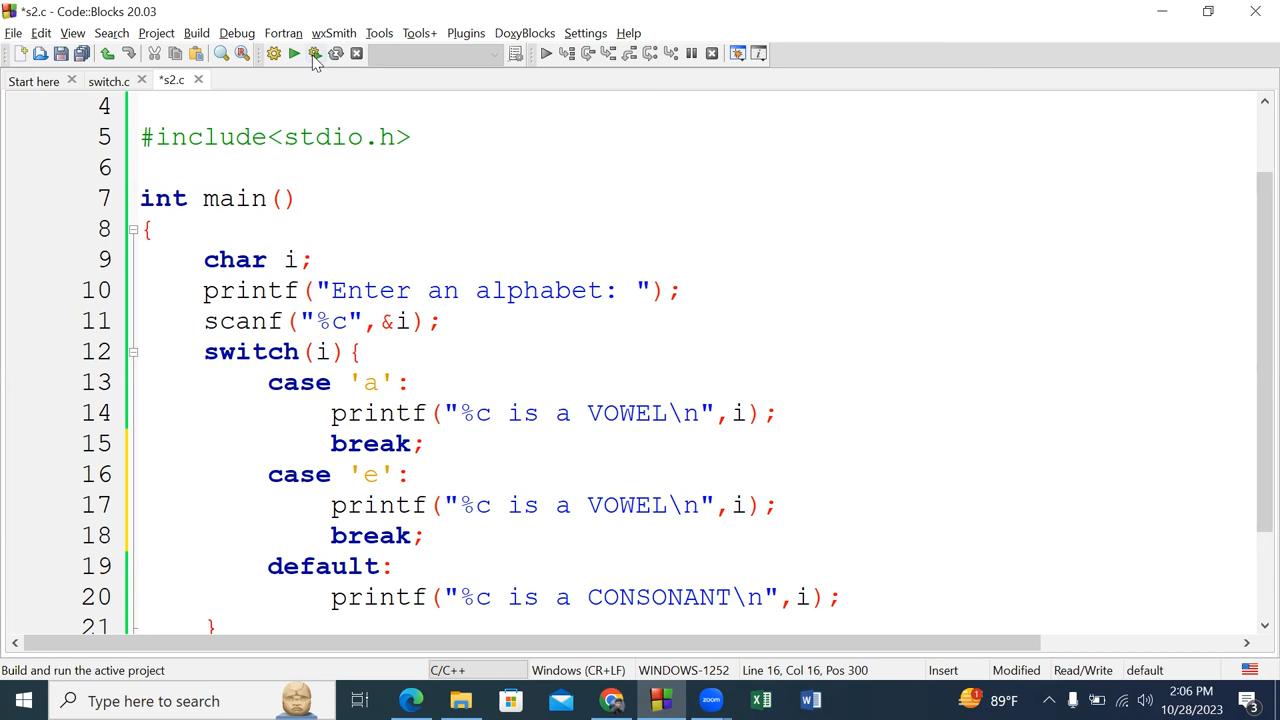 *s2.c - Code::Blocks 20.03
File Edit View Search Project Build Debug Fortran wxSmith Tools Tools+ Plugins DoxyBlocks Settings Help
Start here switch.c *s2.c
4
5 #include<stdio.h>
6
7 int main()
8 {
9 char i;
10 printf("Enter an alphabet: ");
11 scanf("%c",&i);
12 switch(i){
13 case 'a':
14 printf("%c is a VOWEL\n",i);
15 break;
16 case 'e':
17 printf("%c is a VOWEL\n",i);
18 break;
19 default:
20 printf("%c is a CONSONANT\n",i);
21 }
Build and run the active project C/C++ Windows (CR+LF) WINDOWS-1252 Line 16, Col 16, Pos 300 Insert Modified Read/Write default
Type here to search 1 zoom 89°F 2:06 PM
10/28/2023 3